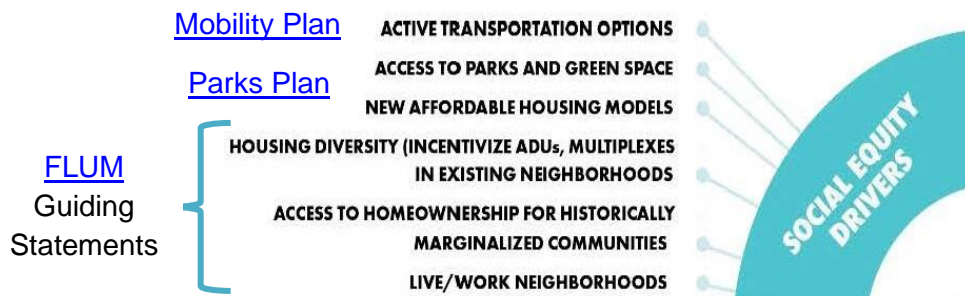 Mobility Plan
ACTIVE TRANSPORTATION OPTIONS
Parks Plan
ACCESS TO PARKS AND GREEN SPACE
NEW AFFORDABLE HOUSING MODELS
FLUM
Guiding
Statements
HOUSING DIVERSITY (INCENTIVIZE ADUs, MULTIPLEXES
IN EXISTING NEIGHBORHOODS
ACCESS TO HOMEOWNERSHIP FOR HISTORICALLY
MARGINALIZED COMMUNITIES
LIVE/WORK NEIGHBORHOODS
SOCIAL EQUITY
DRIVERS